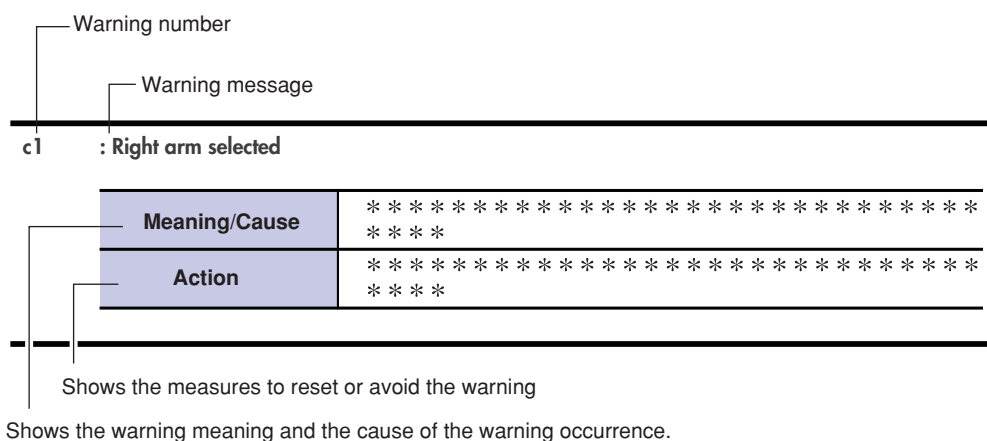 Warning number
Warning message
c1 : Right arm selected
Meaning/Cause ＊＊＊＊＊＊＊＊＊＊＊＊＊＊＊＊＊＊＊＊＊＊＊＊＊＊＊＊＊
＊＊＊＊
Action ＊＊＊＊＊＊＊＊＊＊＊＊＊＊＊＊＊＊＊＊＊＊＊＊＊＊＊＊＊
＊＊＊＊
Shows the measures to reset or avoid the warning
Shows the warning meaning and the cause of the warning occurrence.